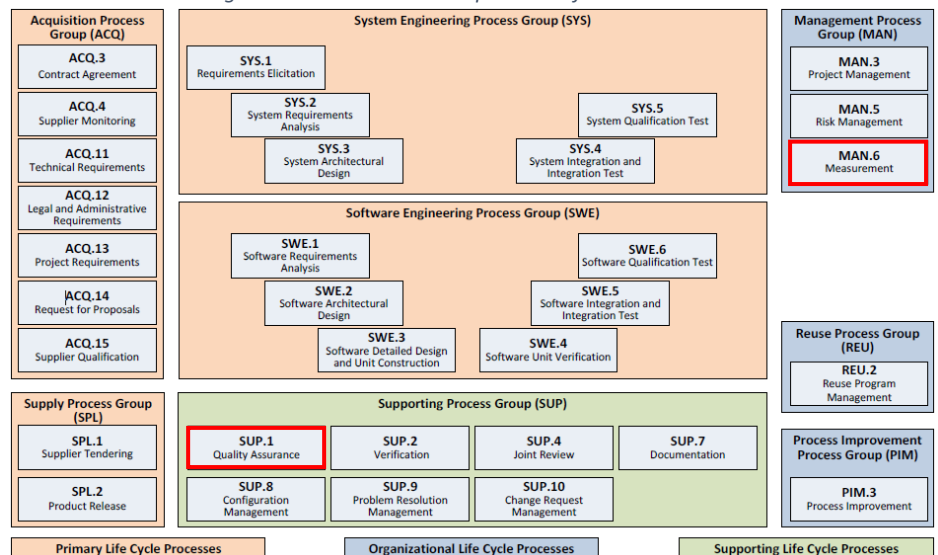 Acquisition Process
Group (ACQ)
ACQ.3
Contract Agreement
ACQ.4
Supplier Monitoring
ACQ.11
Technical Requirements
ACQ.12
Legal and Administrative
Requirements
ACQ.13
Project Requirements
ACQ.14
Request for Proposals
ACQ.15
Supplier Qualification
System Engineering Process Group (SYS)
SYS.1
Requirements Elicitation
SYS.2
System Requirements
Analysis
SYS.3
System Architectural
Design
SYS.5
System Qualification Test
SYS.4
System Integration and
Integration Test
Management Process
Group (MAN)
MAN.3
Project Management
MAN.5
Risk Management
MAN.6
Measurement
Software Engineering Process Group (SWE)
SWE.1
Software Requirements
Analysis
SWE.2
Software Architectural
Design
SWE.3
Software Detailed Design
and Unit Construction
SWE.6
Software Qualification Test
SWE.5
Software Integration and
Integration Test
SWE.4
Software Unit Verification
Reuse Process Group
(REU)
REU.2
Reuse Program
Management
Supply Process Group
(SPL)
SPL.1
Supplier Tendering
SPL.2
Product Release
Supporting Process Group (SUP)
SUP.1
Quality Assurance
SUP.2
Verification
SUP.4
Joint Review
SUP.7
Documentation
SUP.8
Configuration
Management
SUP.9
Problem Resolution
Management
SUP.10
Change Request
Management
Process Improvement
Process Group (PIM)
PIM.3
Process Improvement
Primary Life Cycle Processes
Organizational Life Cycle Processes
Supporting Life Cycle Processes